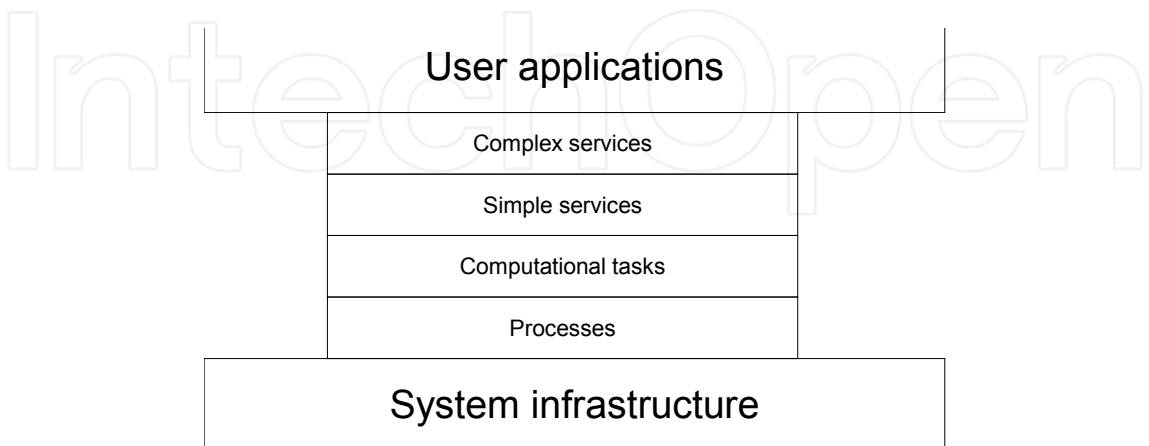 IntechOpen
User applications
Complex services
Simple services
Computational tasks
Processes
System infrastructure